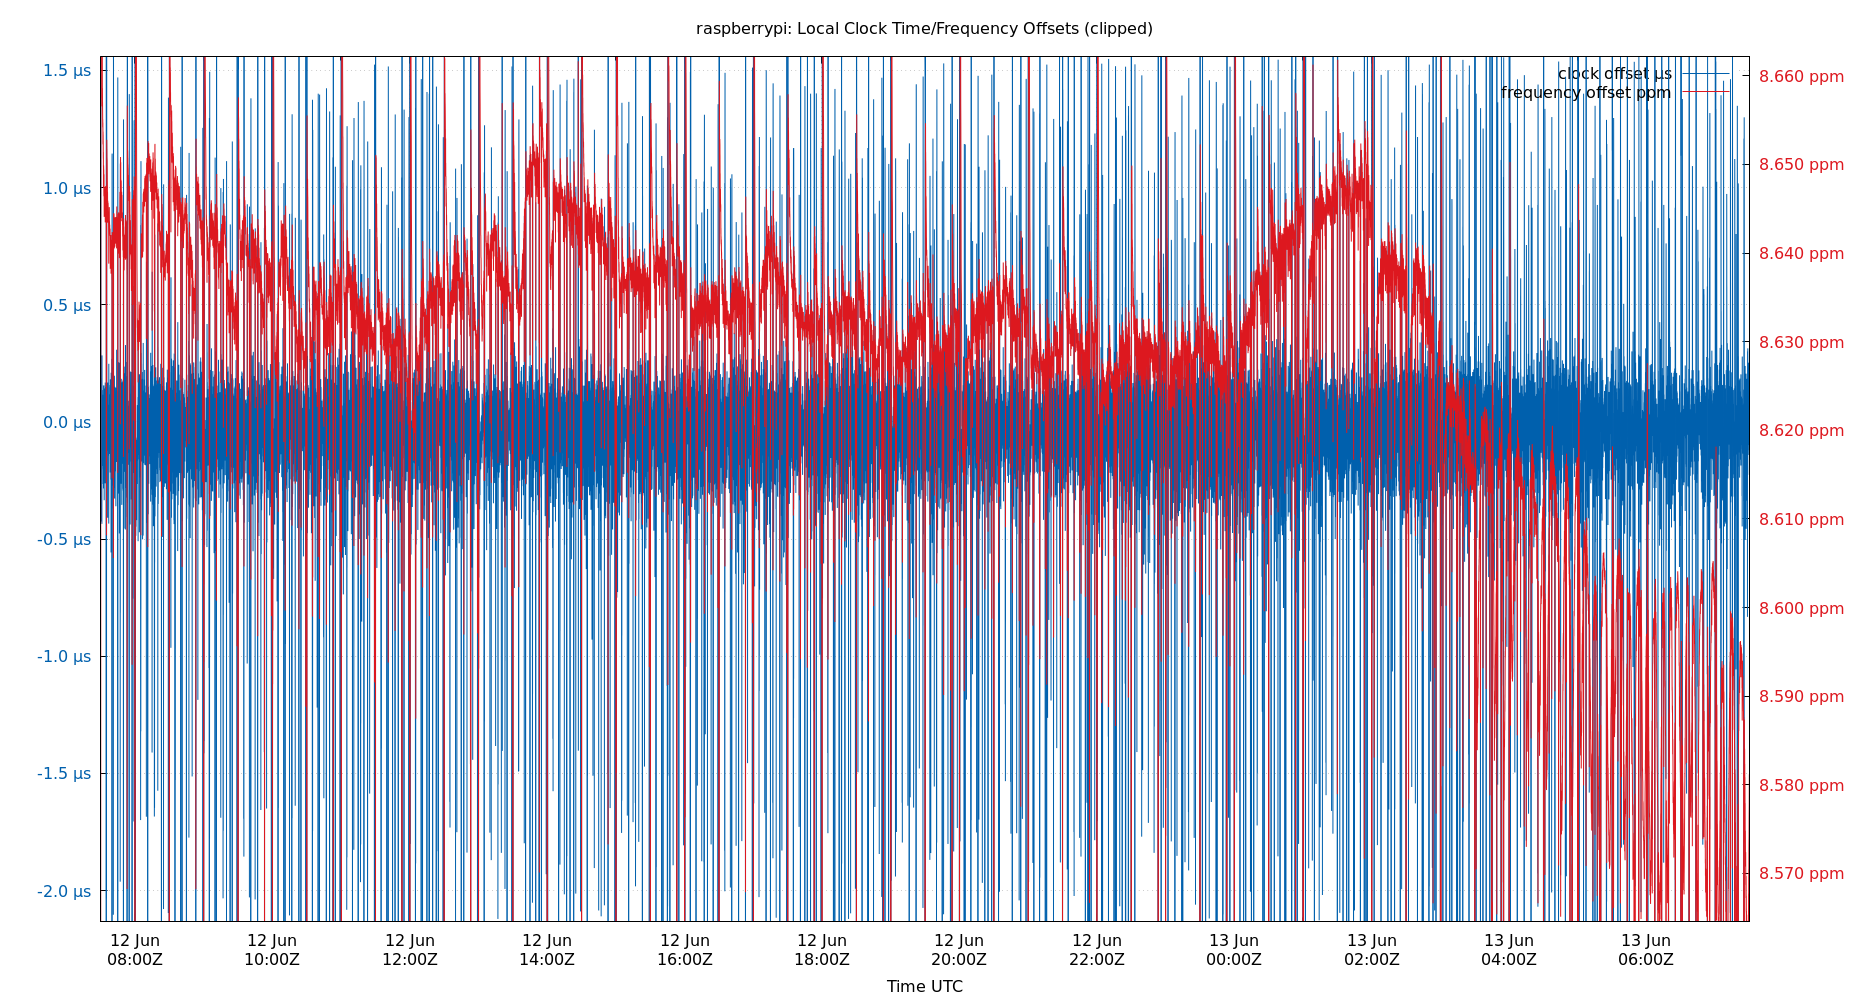 raspberrypi: Local Clock Time/Frequency Offsets (clipped)
clock offset µs
frequency offset ppm
1.5 µs
1.0 µs
0.5 µs
0.0 µs
-0.5 µs
-1.0 µs
-1.5 µs
-2.0 µs
8.660 ppm
8.650 ppm
8.640 ppm
8.630 ppm
8.620 ppm
8.610 ppm
8.600 ppm
8.590 ppm
8.580 ppm
8.570 ppm
12 Jun 12 Jun 12 Jun 12 Jun 12 Jun 12 Jun 12 Jun 12 Jun 13 Jun 13 Jun 13 Jun 13 Jun
08:00Z 10:00Z 12:00Z 14:00Z 16:00Z 18:00Z 20:00Z 22:00Z 00:00Z 02:00Z 04:00Z 06:00Z
Time UTC